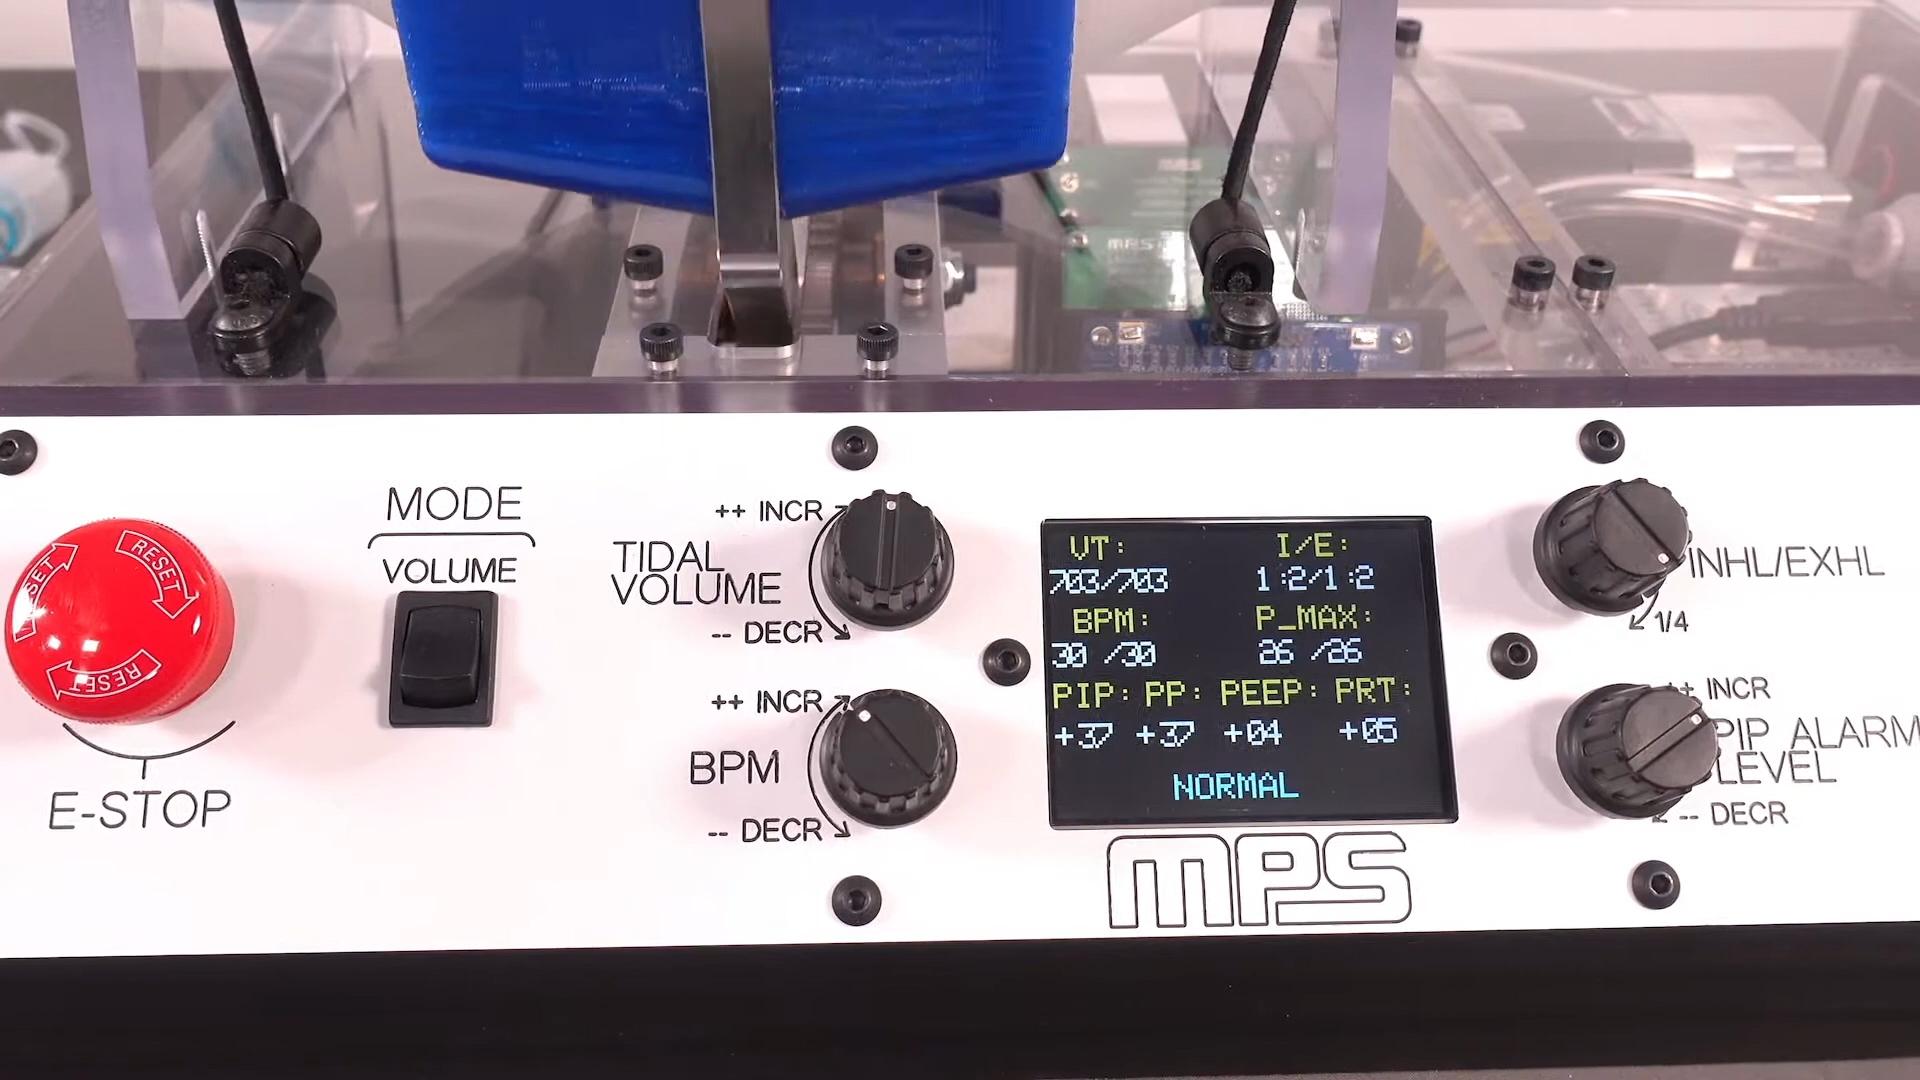 MPS
MPS
MODE
VOLUME
RESET
RESET
RESET
E-STOP
++ INCR
TIDAL
VOLUME
-- DECR
++ INCR
BPM
-- DECR
VT: I/E:
703/703 1:2/1:2
BPM: P_MAX:
30 /30 26 /26
PIP: PP: PEEP: PRT:
+37 +37 +04 +05
NORMAL
MPS
INHL/EXHL
1/4
++ INCR
PIP ALARM
LEVEL
-- DECR